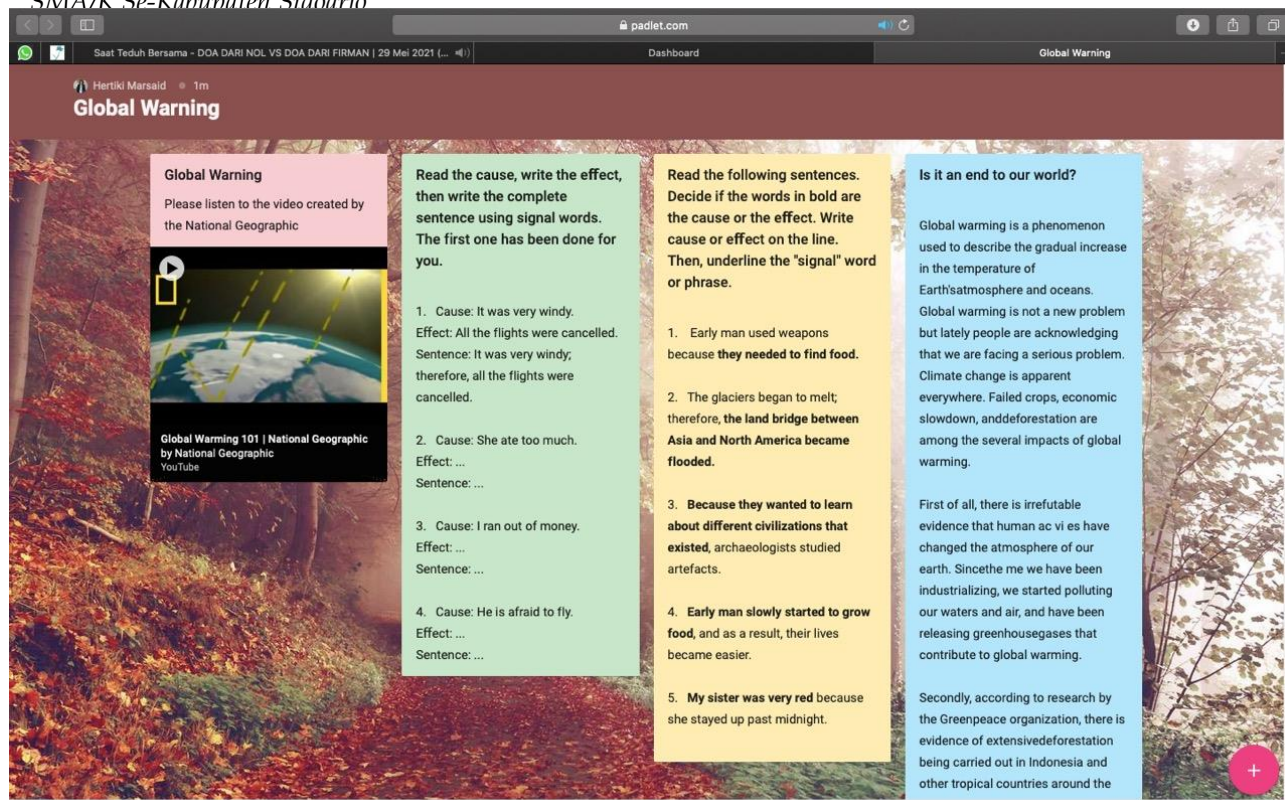 SMA/K Se-Kabupaten Sidoarjo
padlet.com
Saat Teduh Bersama - DOA DARI NOL VS DOA DARI FIRMAN | 29 Mei 2021 (...
Dashboard
Global Warning
Hertiki Marsaid 1m
Global Warning
Global Warning
Please listen to the video created by
the National Geographic
Global Warming 101 | National Geographic
by National Geographic
YouTube
Read the cause, write the effect,
then write the complete
sentence using signal words.
The first one has been done for
you.
1. Cause: It was very windy.
Effect: All the flights were cancelled.
Sentence: It was very windy;
therefore, all the flights were
cancelled.
2. Cause: She ate too much.
Effect: ...
Sentence: ...
3. Cause: I ran out of money.
Effect: ...
Sentence: ...
4. Cause: He is afraid to fly.
Effect: ...
Sentence: ...
Read the following sentences.
Decide if the words in bold are
the cause or the effect. Write
cause or effect on the line.
Then, underline the "signal" word
or phrase.
1. Early man used weapons
because they needed to find food.
2. The glaciers began to melt;
therefore, the land bridge between
Asia and North America became
flooded.
3. Because they wanted to learn
about different civilizations that
existed, archaeologists studied
artefacts.
4. Early man slowly started to grow
food, and as a result, their lives
became easier.
5. My sister was very red because
she stayed up past midnight.
Is it an end to our world?
Global warming is a phenomenon
used to describe the gradual increase
in the temperature of
Earth'satmosphere and oceans.
Global warming is not a new problem
but lately people are acknowledging
that we are facing a serious problem.
Climate change is apparent
everywhere. Failed crops, economic
slowdown, anddeforestation are
among the several impacts of global
warming.
First of all, there is irrefutable
evidence that human ac vi es have
changed the atmosphere of our
earth. Sincethe me we have been
industrializing, we started polluting
our waters and air, and have been
releasing greenhousegases that
contribute to global warming.
Secondly, according to research by
the Greenpeace organization, there is
evidence of extensivedeforestation
being carried out in Indonesia and
other tropical countries around the